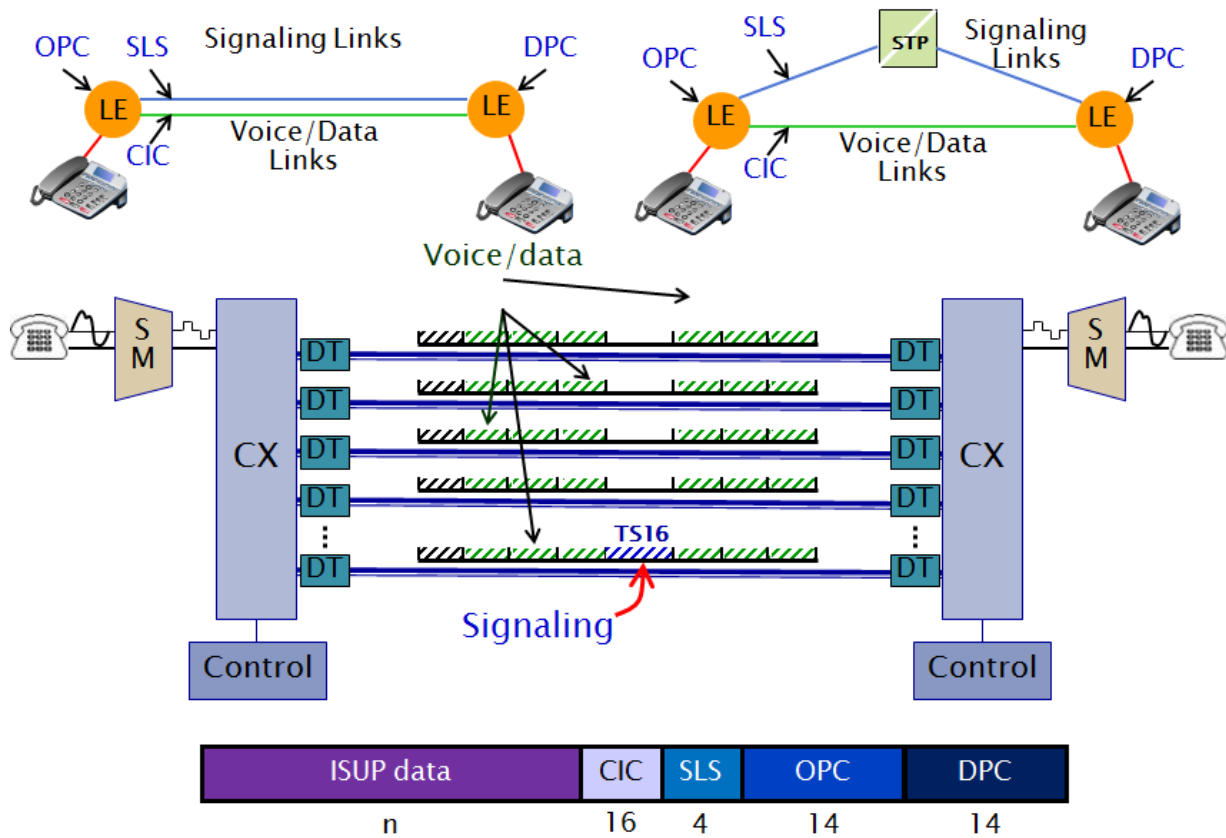 OPC
SLS
Signaling Links
DPC
LE
LE
CIC
Voice/Data
Links
OPC
SLS
STP
Signaling
Links
DPC
LE
LE
CIC
Voice/Data
Links
Voice/data
S
M
CX
DT
DT
DT
DT
DT
TS16
Signaling
DT
DT
DT
DT
DT
CX
S
M
Control
Control
ISUP data
CIC
SLS
OPC
DPC
n
16
4
14
14